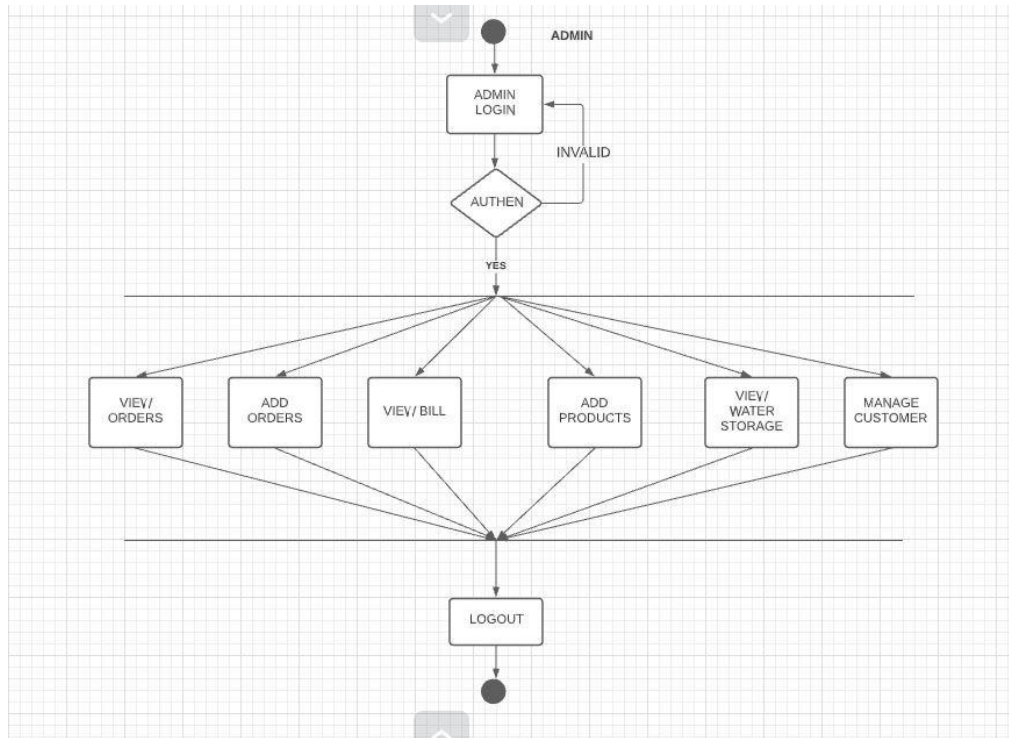 ADMIN
ADMIN
LOGIN
INVALID
AUTHEN
YES
VIEW/
ORDERS
ADD
ORDERS
VIEW/ BILL
ADD
PRODUCTS
VIEW/
WATER
STORAGE
MANAGE
CUSTOMER
LOGOUT